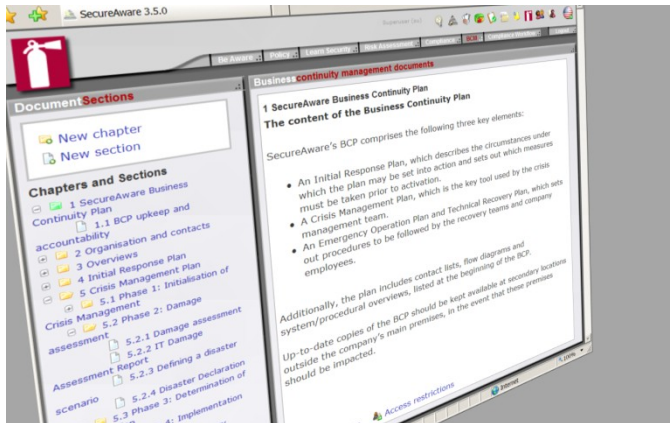 SecureAware 3.5.0
Be Aware
Policy
Learn Security
Risk Assessment
Compliance
BCM
Compliance Monitor
Logout
DocumentSections
New chapter
New section
Chapters and Sections
1 SecureAware Business
Continuity Plan
1.1 BCP upkeep and
accountability
2 Organisation and contacts
3 Overviews
4 Initial Response Plan
5 Crisis Management Plan
5.1 Phase 1: Initialisation of
Crisis Management
5.2 Phase 2: Damage
assessment
5.2.1 Damage assessment
5.2.2 IT Damage
Assessment Report
5.2.3 Defining a disaster
scenario
5.2.4 Disaster Declaration
5.3 Phase 3: Determination of
4: Implementation
Businesscontinuity management documents
1 SecureAware Business Continuity Plan
The content of the Business Continuity Plan
SecureAware's BCP comprises the following three key elements:
• An Initial Response Plan, which describes the circumstances under
which the plan may be set into action and sets out which measures
must be taken prior to activation.
• A Crisis Management Plan, which is the key tool used by the crisis
management team.
• An Emergency Operation Plan and Technical Recovery Plan, which sets
out procedures to be followed by the recovery teams and company
employees.
Additionally, the plan includes contact lists, flow diagrams and
system/procedural overviews, listed at the beginning of the BCP.
Up-to-date copies of the BCP should be kept available at secondary locations
outside the company's main premises, in the event that these premises
should be impacted.
Access restrictions
Internet